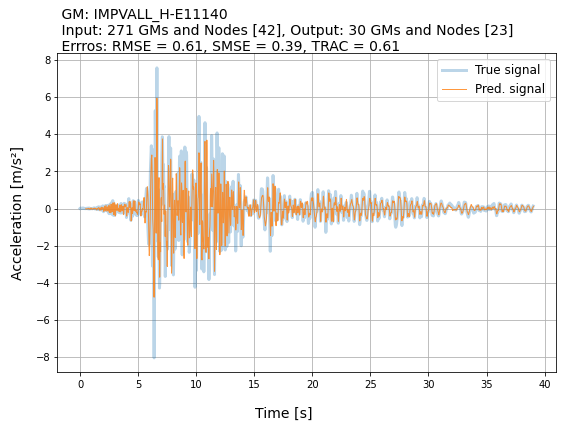 GM: IMPVALL_H-E11140
Input: 271 GMs and Nodes [42], Output: 30 GMs and Nodes [23]
Erros: RMSE = 0.61, SMSE = 0.39, TRAC = 0.61
True signal
Pred. signal
8
6
4
2
0
−2
−4
−6
−8
Acceleration [m/s²]
0
5
10
15
20
25
30
35
40
Time [s]